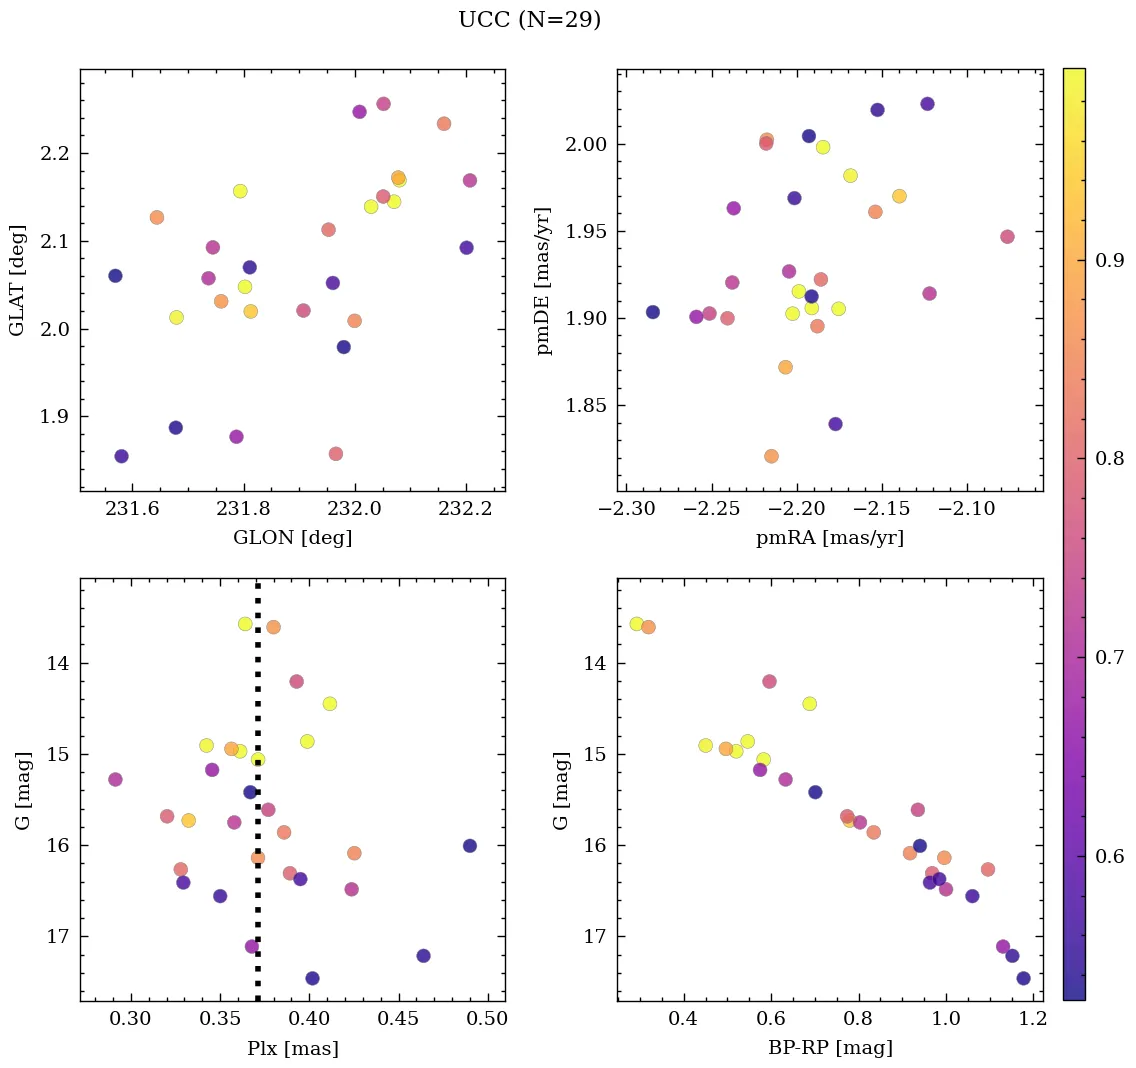 UCC (N=29)
2.2
2.1
2.0
1.9
GLAT [deg]
231.6 231.8 232.0 232.2
GLON [deg]
2.00
1.95
1.90
1.85
pmDE [mas/yr]
−2.30 −2.25 −2.20 −2.15 −2.10
pmRA [mas/yr]
14
15
16
17
G [mag]
0.30 0.35 0.40 0.45 0.50
Plx [mas]
14
15
16
17
G [mag]
0.4 0.6 0.8 1.0 1.2
BP-RP [mag]
0.9
0.8
0.7
0.6